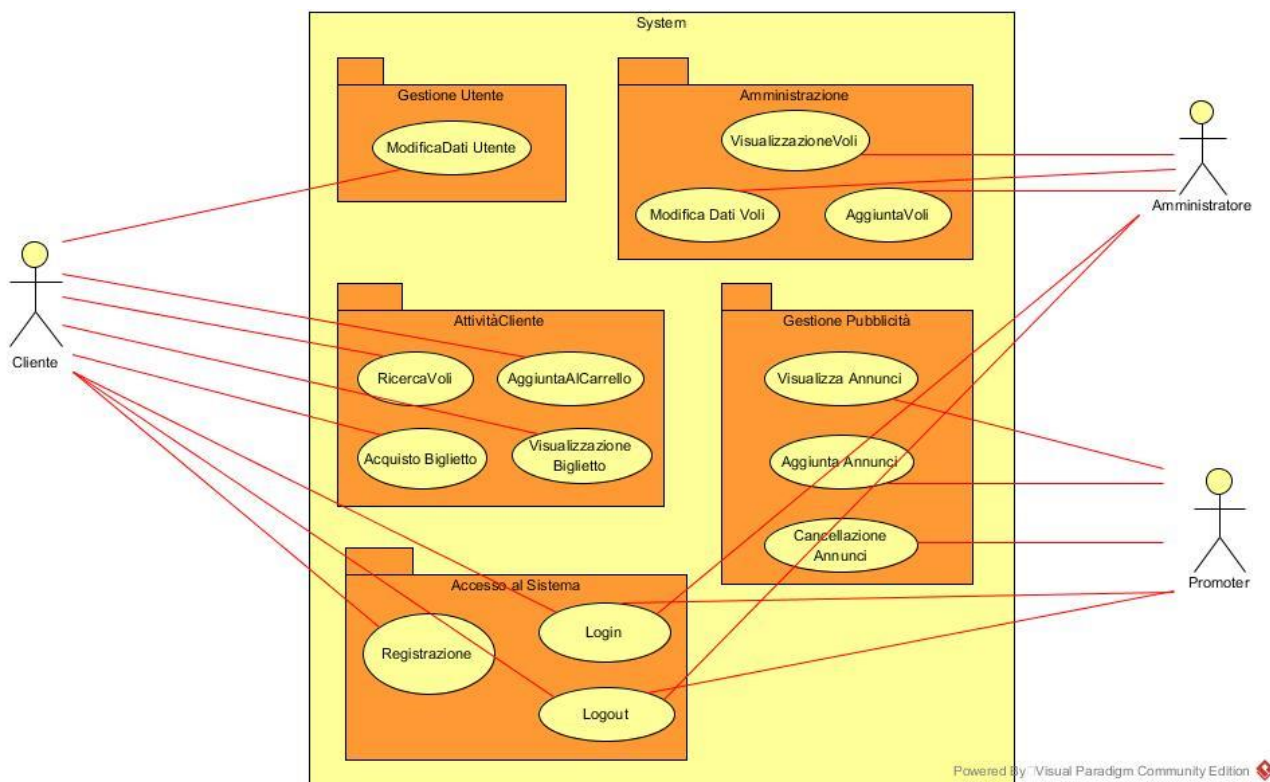 System
Gestione Utente
ModificaDati Utente
Amministrazione
VisualizzazioneVoli
Modifica Dati Voli
AggiuntaVoli
Amministratore
Cliente
AttivitàCliente
RicercaVoli
AggiuntaAlCarrello
Acquisto Biglietto
Visualizzazione
Biglietto
Gestione Pubblicità
Visualizza Annunci
Aggiunta Annunci
Cancellazione
Annunci
Promoter
Accesso al Sistema
Registrazione
Login
Logout
Powered By Visual Paradigm Community Edition